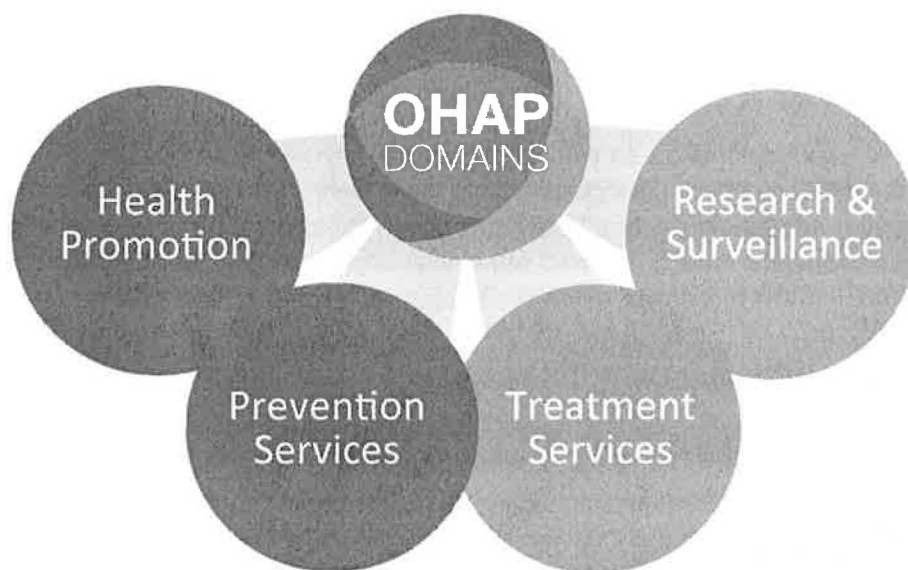 OHAP
DOMAINS
Health
Promotion
Research &
Surveillance
Prevention
Services
Treatment
Services